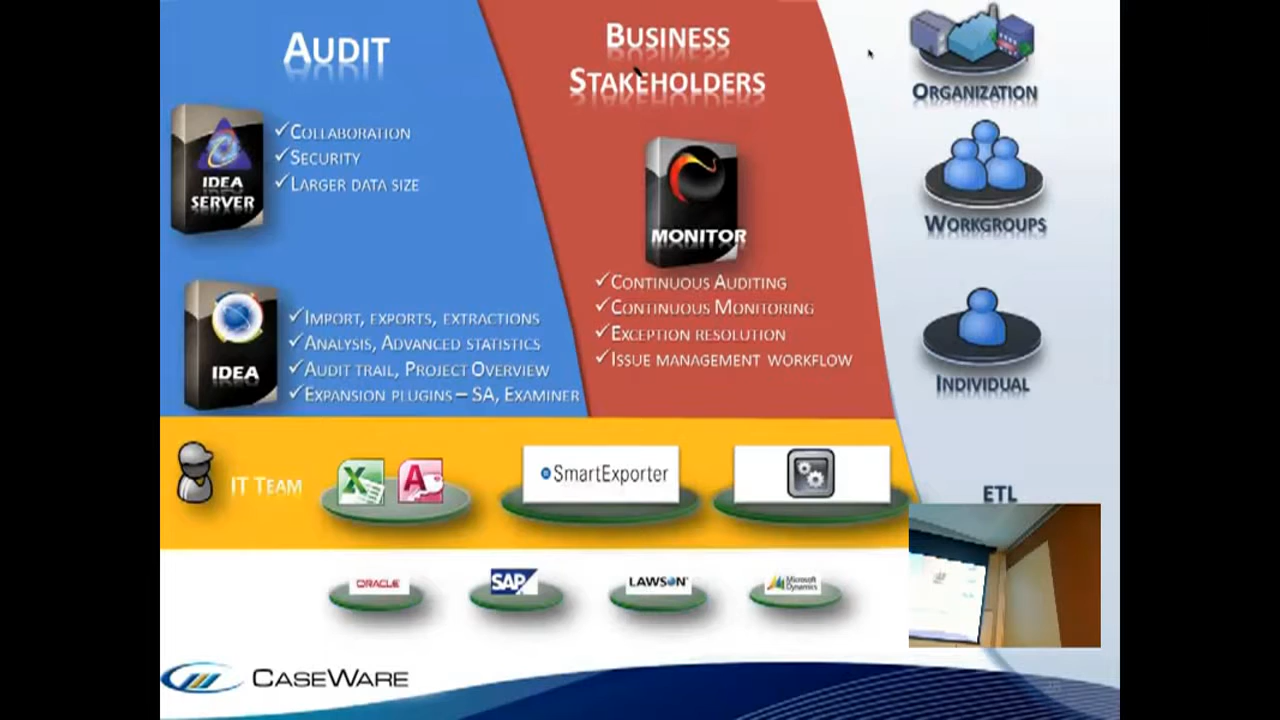 AUDIT
BUSINESS
STAKEHOLDERS
ORGANIZATION
IDEA
SERVER
✓COLLABORATION
✓SECURITY
✓LARGER DATA SIZE
MONITOR
WORKGROUPS
IDEA
✓IMPORT, EXPORTS, EXTRACTIONS
✓ANALYSIS, ADVANCED STATISTICS
✓AUDIT TRAIL, PROJECT OVERVIEW
✓EXPANSION PLUGINS – SA, EXAMINER
✓CONTINUOUS AUDITING
✓CONTINUOUS MONITORING
✓EXCEPTION RESOLUTION
✓ISSUE MANAGEMENT WORKFLOW
INDIVIDUAL
IT TEAM
X
A
SmartExporter
ETL
ORACLE
SAP
LAWSON
Microsoft
Dynamics
CASEWARE